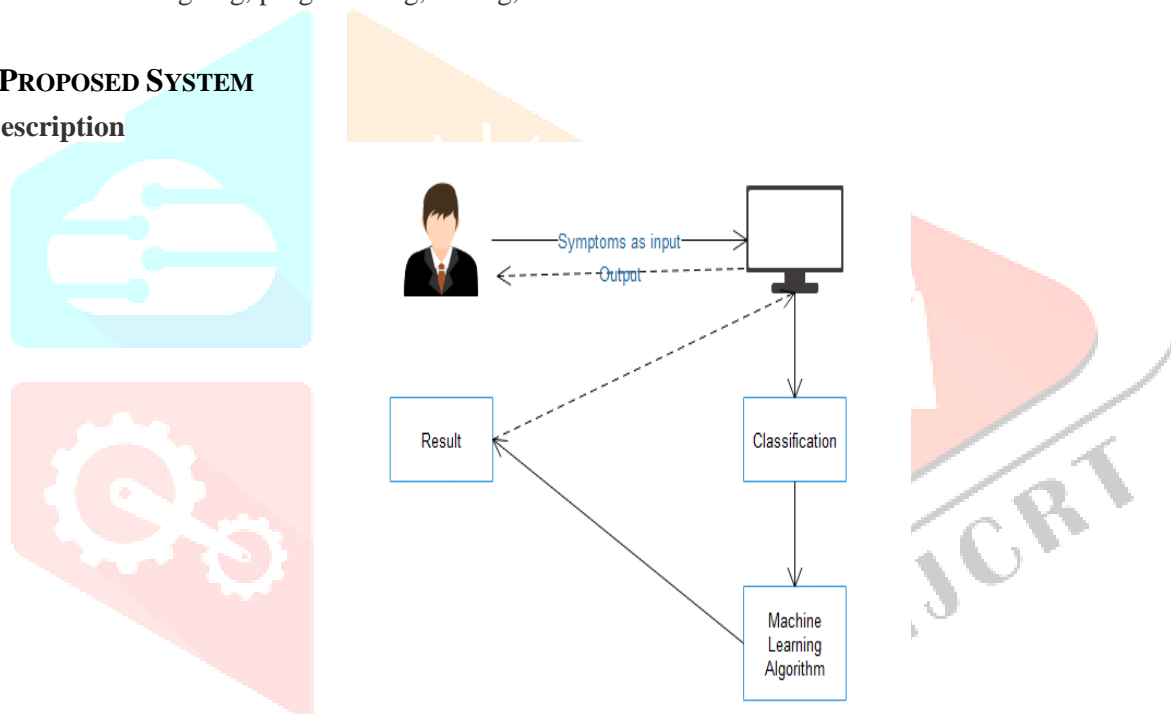 PROPOSED SYSTEM
escription
Symptoms as input
Output
Result
Classification
Machine
Learning
Algorithm
JCRT